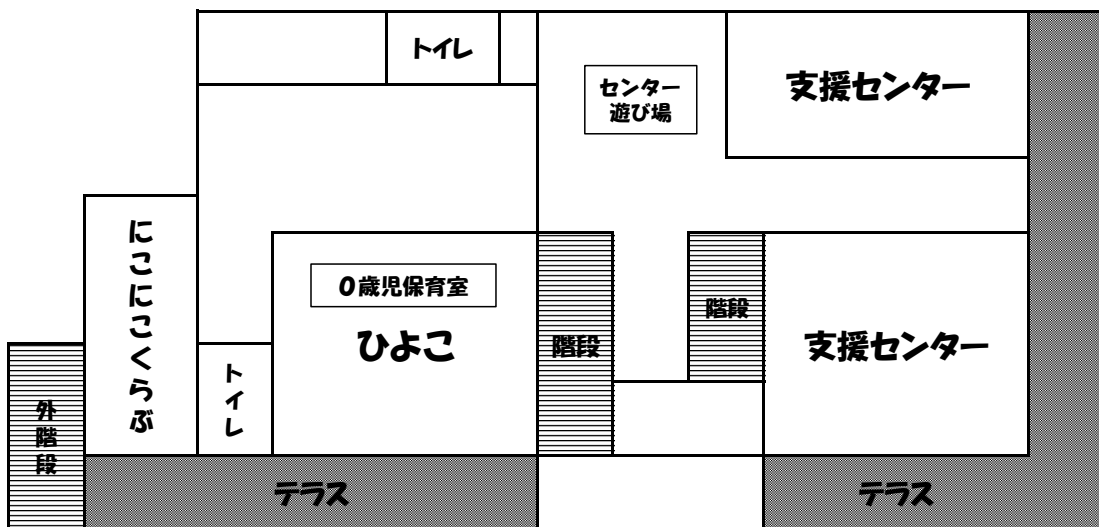 トイレ
センター
遊び場
支援センター
にこにこくらぶ
0歳児保育室
ひよこ
階段
階段
支援センター
トイレ
外階段
テラス
テラス